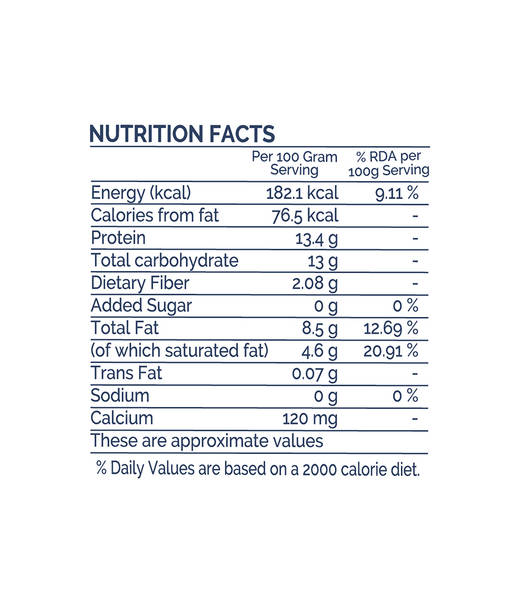 NUTRITION FACTS
Per 100 Gram Serving % RDA per 100g Serving
Energy (kcal) 182.1 kcal 9.11 %
Calories from fat 76.5 kcal -
Protein 13.4 g -
Total carbohydrate 13 g -
Dietary Fiber 2.08 g -
Added Sugar 0 g 0 %
Total Fat 8.5 g 12.69 %
(of which saturated fat) 4.6 g 20.91 %
Trans Fat 0.07 g -
Sodium 0 g 0 %
Calcium 120 mg -
These are approximate values
% Daily Values are based on a 2000 calorie diet.